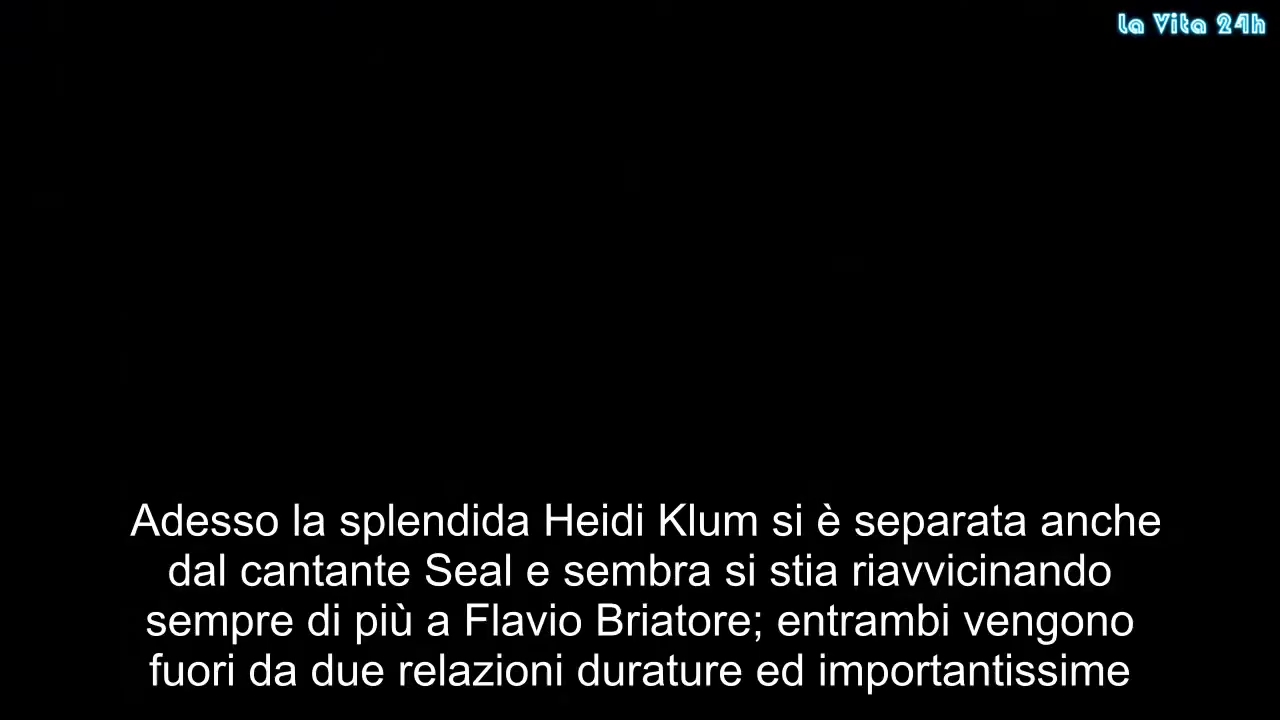 la Vita 24h
Adesso la splendida Heidi Klum si è separata anche
dal cantante Seal e sembra si stia riavvicinando
sempre di più a Flavio Briatore; entrambi vengono
fuori da due relazioni durature ed importantissime